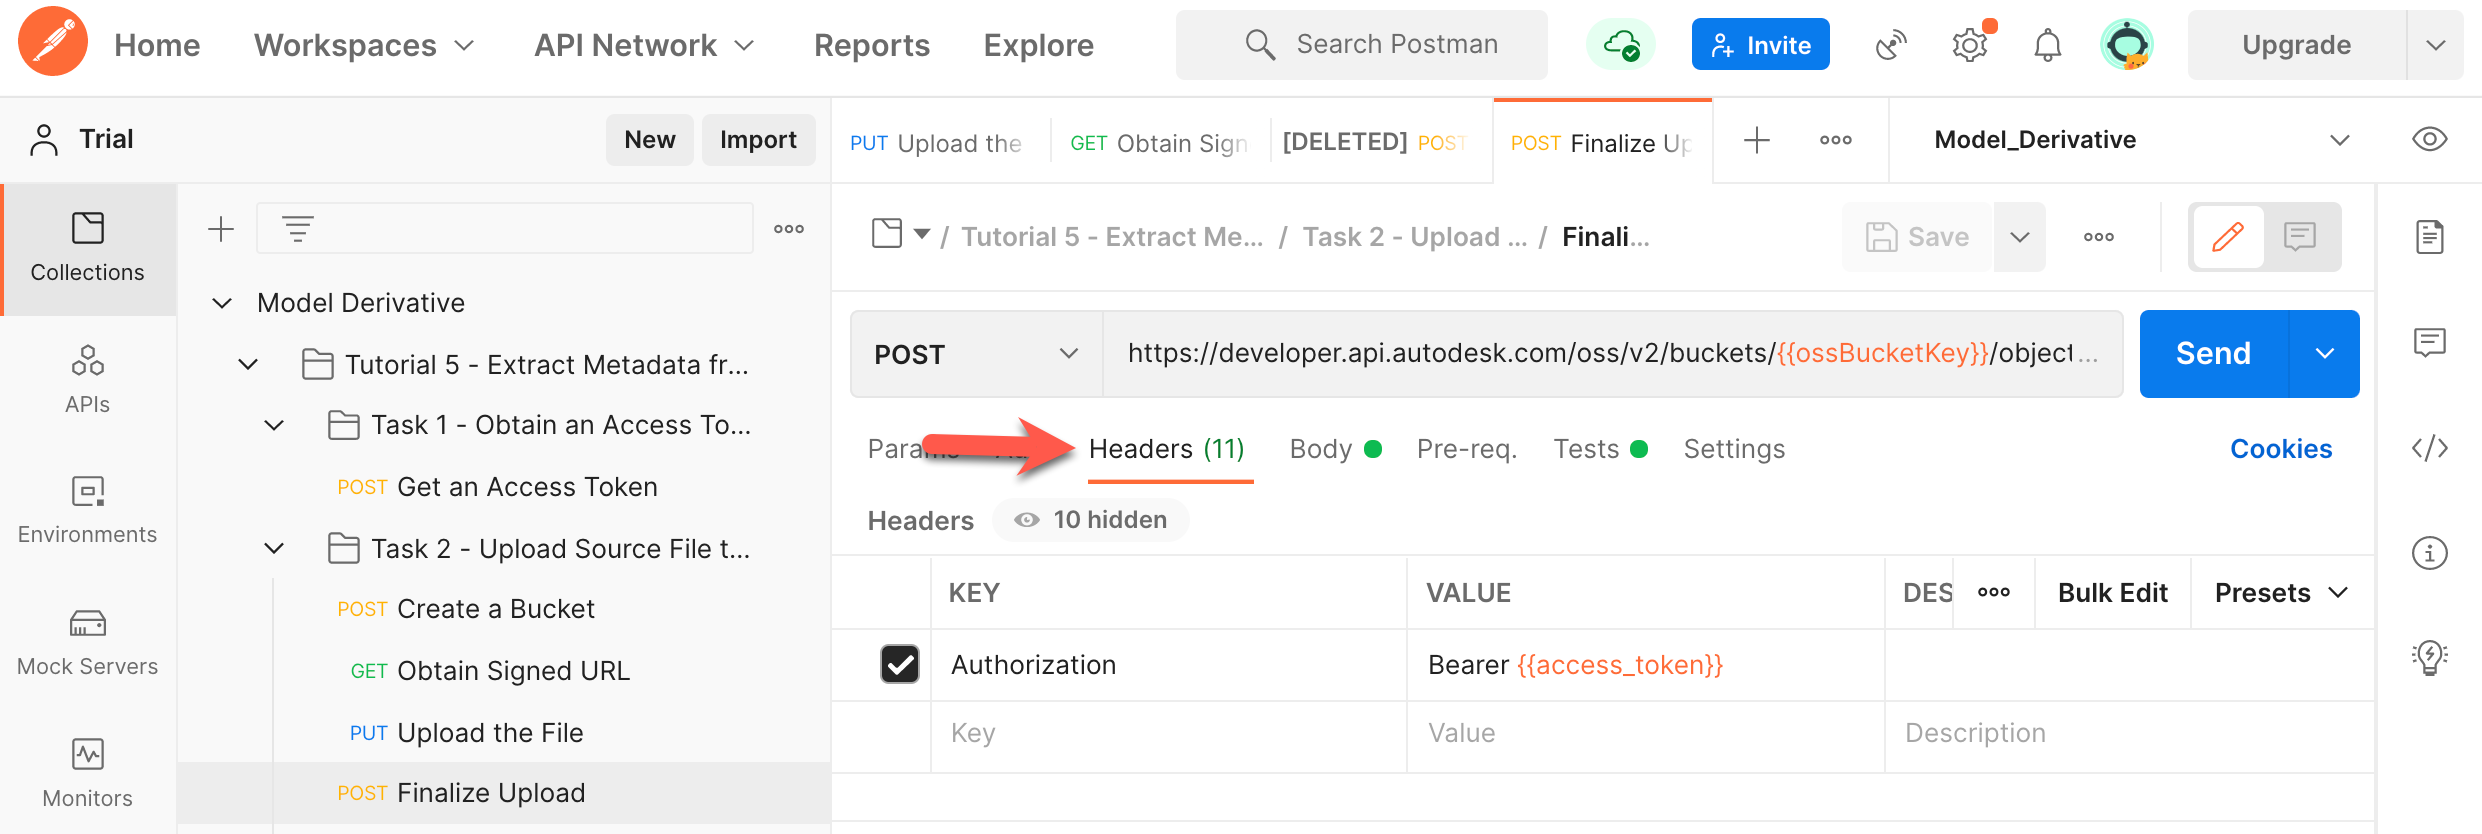 Home Workspaces API Network Reports Explore Search Postman Invite Upgrade
Trial New Import
PUT Upload the GET Obtain Sign [DELETED] POST POST Finalize Up Model_Derivative
Collections
APIs
Environments
Mock Servers
Monitors
Model Derivative
Tutorial 5 - Extract Metadata fr...
Task 1 - Obtain an Access To...
POST Get an Access Token
Task 2 - Upload Source File t...
POST Create a Bucket
GET Obtain Signed URL
PUT Upload the File
POST Finalize Upload
/ Tutorial 5 - Extract Me... / Task 2 - Upload ... / Finali... Save
POST https://developer.api.autodesk.com/oss/v2/buckets/{{ossBucketKey}}/object... Send
Params Headers (11) Body Pre-req. Tests Settings Cookies
Headers 10 hidden
KEY VALUE DES Bulk Edit Presets
Authorization Bearer {{access_token}}
Key Value Description